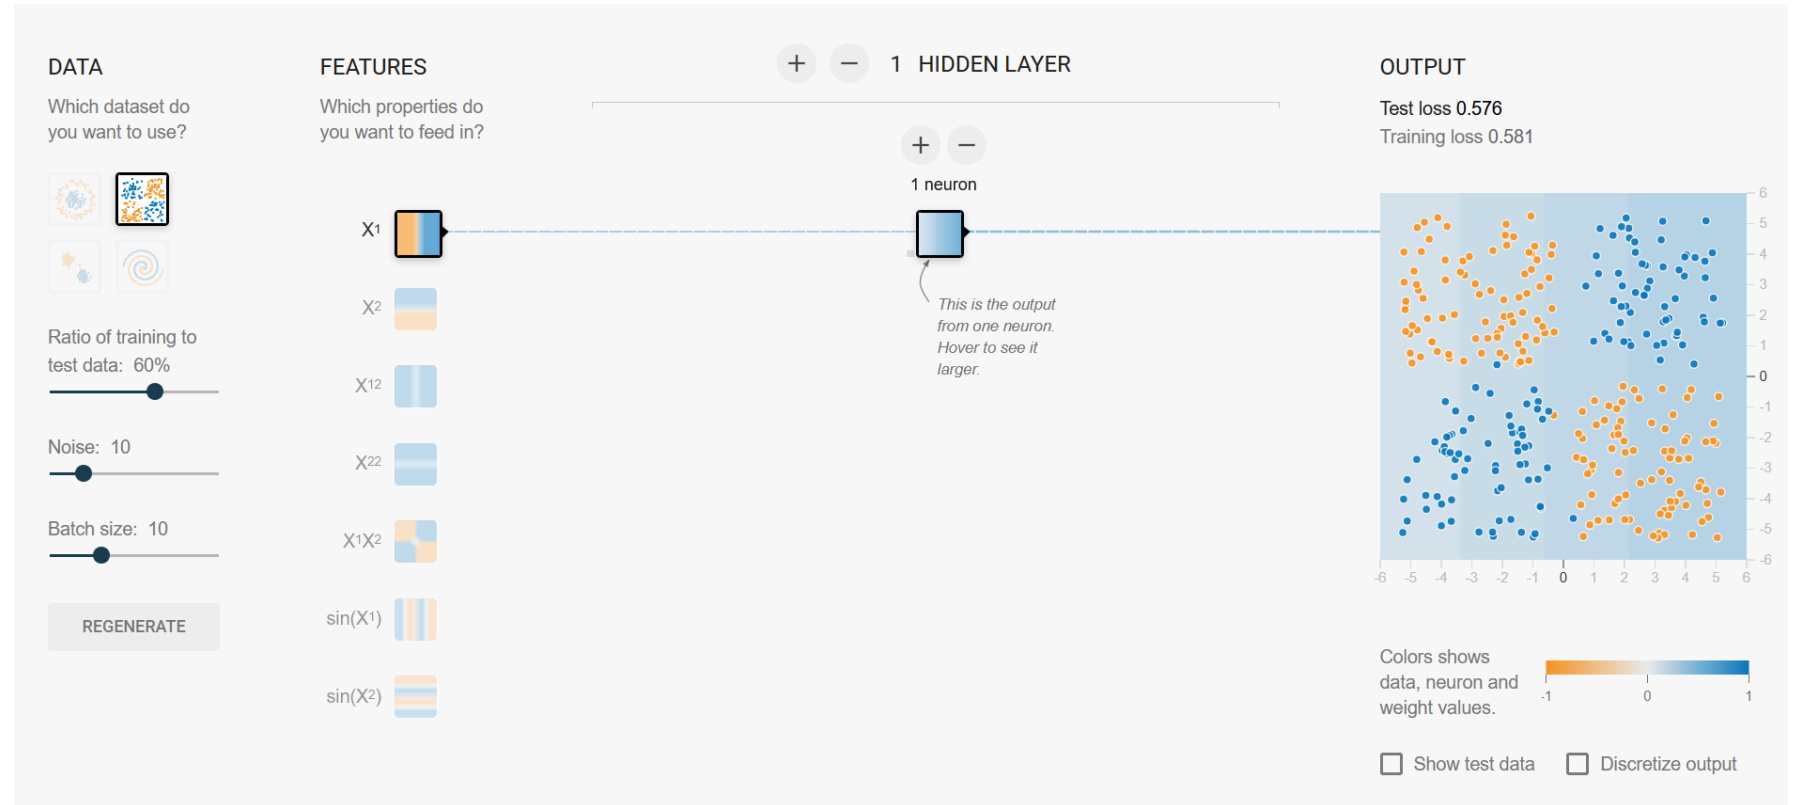 DATA
Which dataset do
you want to use?
Ratio of training to
test data: 60%
Noise: 10
Batch size: 10
REGENERATE
FEATURES
Which properties do
you want to feed in?
X1
X2
X12
X22
X1X2
sin(X1)
sin(X2)
+ − 1 HIDDEN LAYER
+ −
1 neuron
This is the output
from one neuron.
Hover to see it
larger.
OUTPUT
Test loss 0.576
Training loss 0.581
6
5
4
3
2
1
0
-1
-2
-3
-4
-5
-6
-6 -5 -4 -3 -2 -1 0 1 2 3 4 5 6
Colors shows
data, neuron and
weight values.
-1 0 1
Show test data
Discretize output